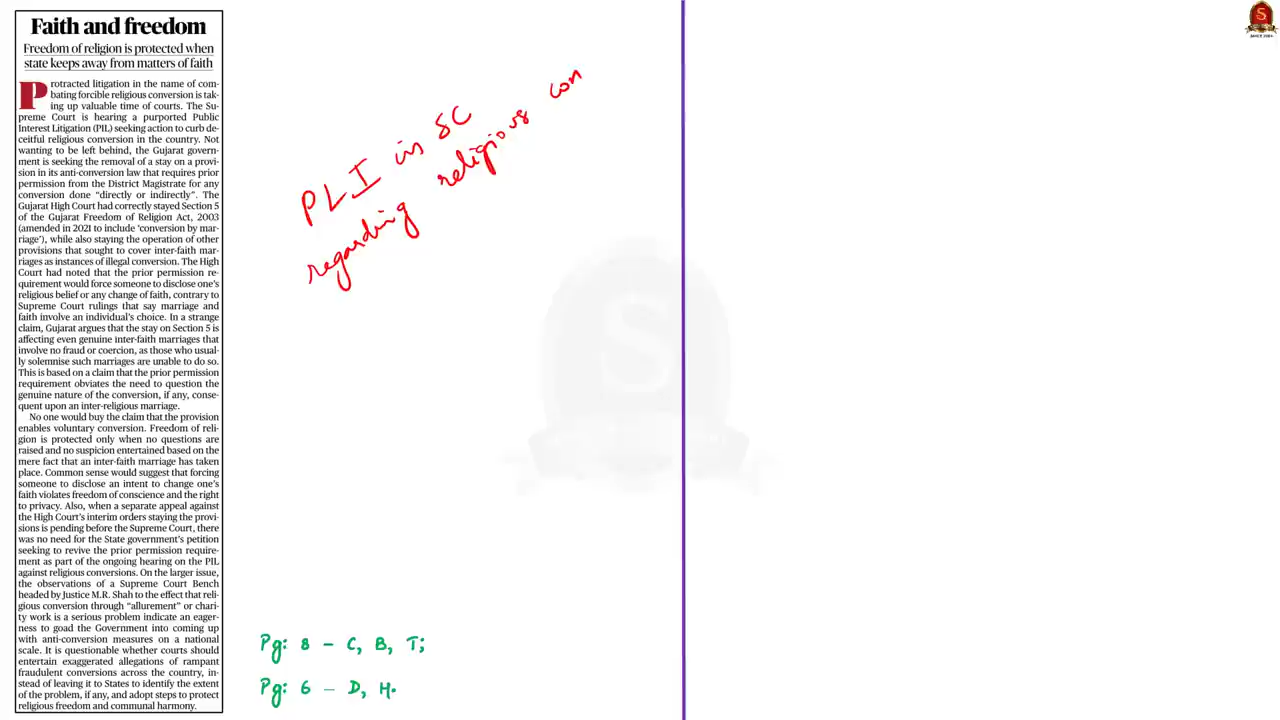 Faith and freedom
Freedom of religion is protected when
state keeps away from matters of faith
Protracted litigation in the name of com-
bating forcible religious conversion is tak-
ing up valuable time of courts. The Su-
preme Court is hearing a purported Public
Interest Litigation (PIL) seeking action to curb de-
ceitful religious conversion in the country. Not
wanting to be left behind, the Gujarat govern-
ment is seeking the removal of a stay on a provi-
sion in its anti-conversion law that requires prior
permission from the District Magistrate for any
conversion done “directly or indirectly”. The
Gujarat High Court had correctly stayed Section 5
of the Gujarat Freedom of Religion Act, 2003
(amended in 2021 to include ‘conversion by mar-
riage’), while also staying the operation of other
provisions that sought to cover inter-faith mar-
riages as instances of illegal conversion. The High
Court had noted that the prior permission re-
quirement would force someone to disclose one’s
religious belief or any change of faith, contrary to
Supreme Court rulings that say marriage and
faith involve an individual’s choice. In a strange
claim, Gujarat argues that the stay on Section 5 is
affecting even genuine inter-faith marriages that
involve no fraud or coercion, as those who usual-
ly solemnise such marriages are unable to do so.
This is based on a claim that the prior permission
requirement obviates the need to question the
genuine nature of the conversion, if any, conse-
quent upon an inter-religious marriage.
No one would buy the claim that the provision
enables voluntary conversion. Freedom of reli-
gion is protected only when no questions are
raised and no suspicion entertained based on the
mere fact that an inter-faith marriage has taken
place. Common sense would suggest that forcing
someone to disclose an intent to change one’s
faith violates freedom of conscience and the right
to privacy. Also, when a separate appeal against
the High Court’s interim orders staying the provi-
sions is pending before the Supreme Court, there
was no need for the State government’s petition
seeking to revive the prior permission require-
ment as part of the ongoing hearing on the PIL
against religious conversions. On the larger issue,
the observations of a Supreme Court Bench
headed by Justice M.R. Shah to the effect that reli-
gious conversion through “allurement” or chari-
ty work is a serious problem indicate an eager-
ness to goad the Government into coming up
with anti-conversion measures on a national
scale. It is questionable whether courts should
entertain exaggerated allegations of rampant
fraudulent conversions across the country, in-
stead of leaving it to States to identify the extent
of the problem, if any, and adopt steps to protect
religious freedom and communal harmony.
PLI in SC
regarding religious con
Pg: 8 - C, B, T;
Pg: 6 - D, H.
S